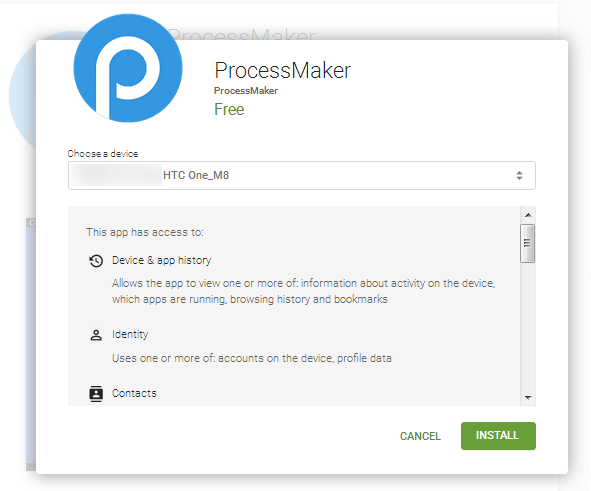 ProcessMaker
ProcessMaker
ProcessMaker
Free
Choose a device
HTC One_M8
This app has access to:
Device & app history
Allows the app to view one or more of: information about activity on the device,
which apps are running, browsing history and bookmarks
Identity
Uses one or more of: accounts on the device, profile data
Contacts
CANCEL
INSTALL